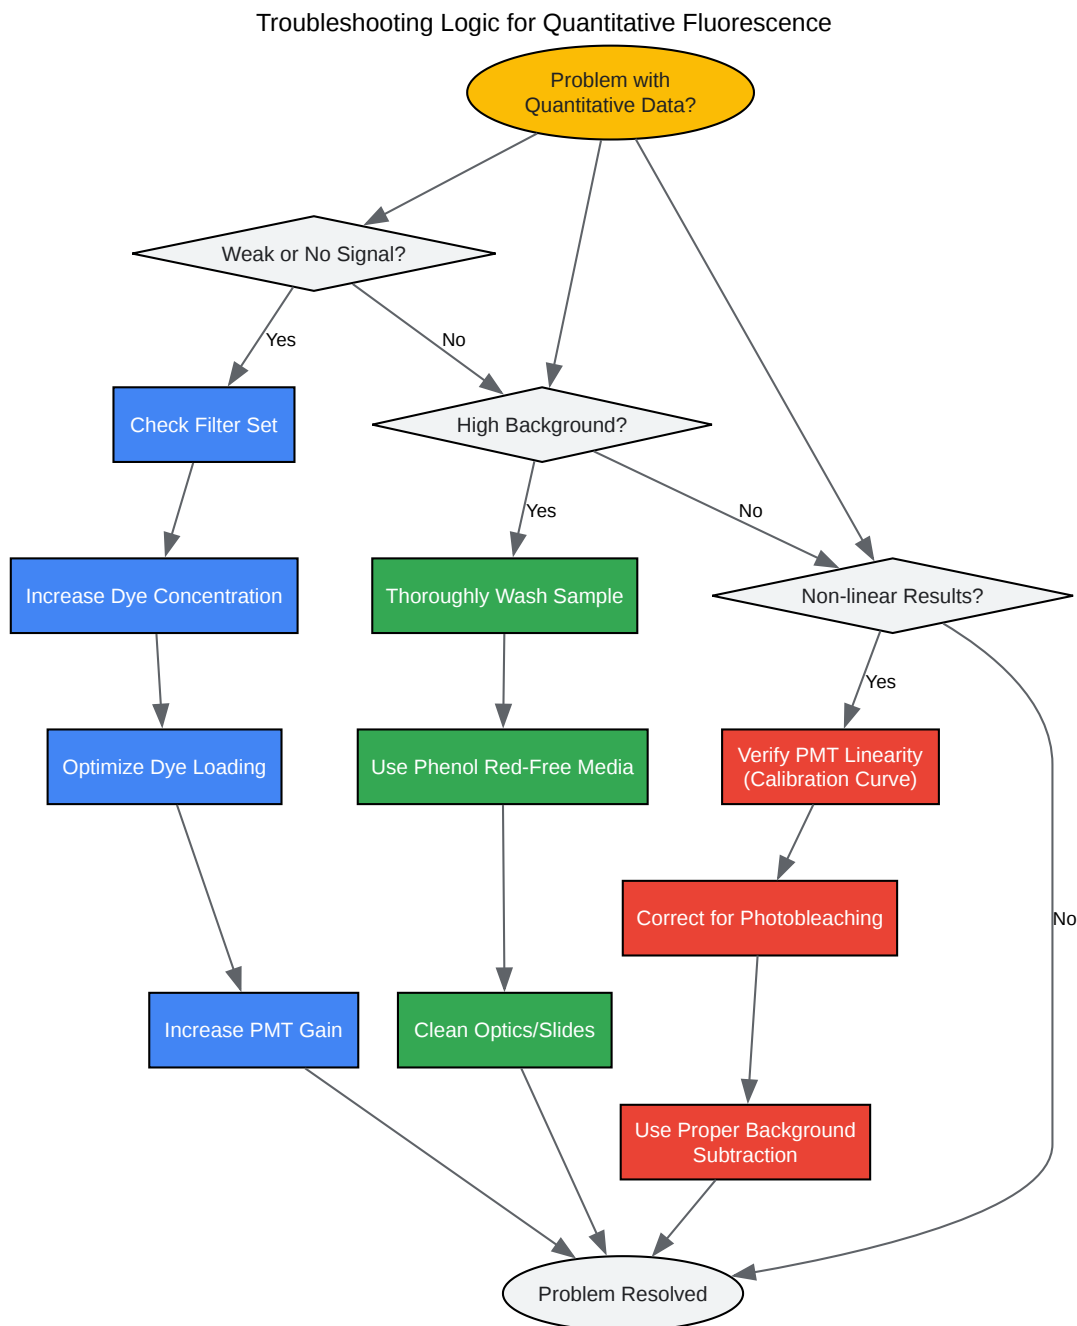 Troubleshooting Logic for Quantitative Fluorescence
Problem with
Quantitative Data?
Weak or No Signal?
Yes
No
Check Filter Set
High Background?
Yes
No
Increase Dye Concentration
Thoroughly Wash Sample
Non-linear Results?
Yes
Optimize Dye Loading
Use Phenol Red-Free Media
Verify PMT Linearity
(Calibration Curve)
Correct for Photobleaching
No
Increase PMT Gain
Clean Optics/Slides
Use Proper Background
Subtraction
Problem Resolved